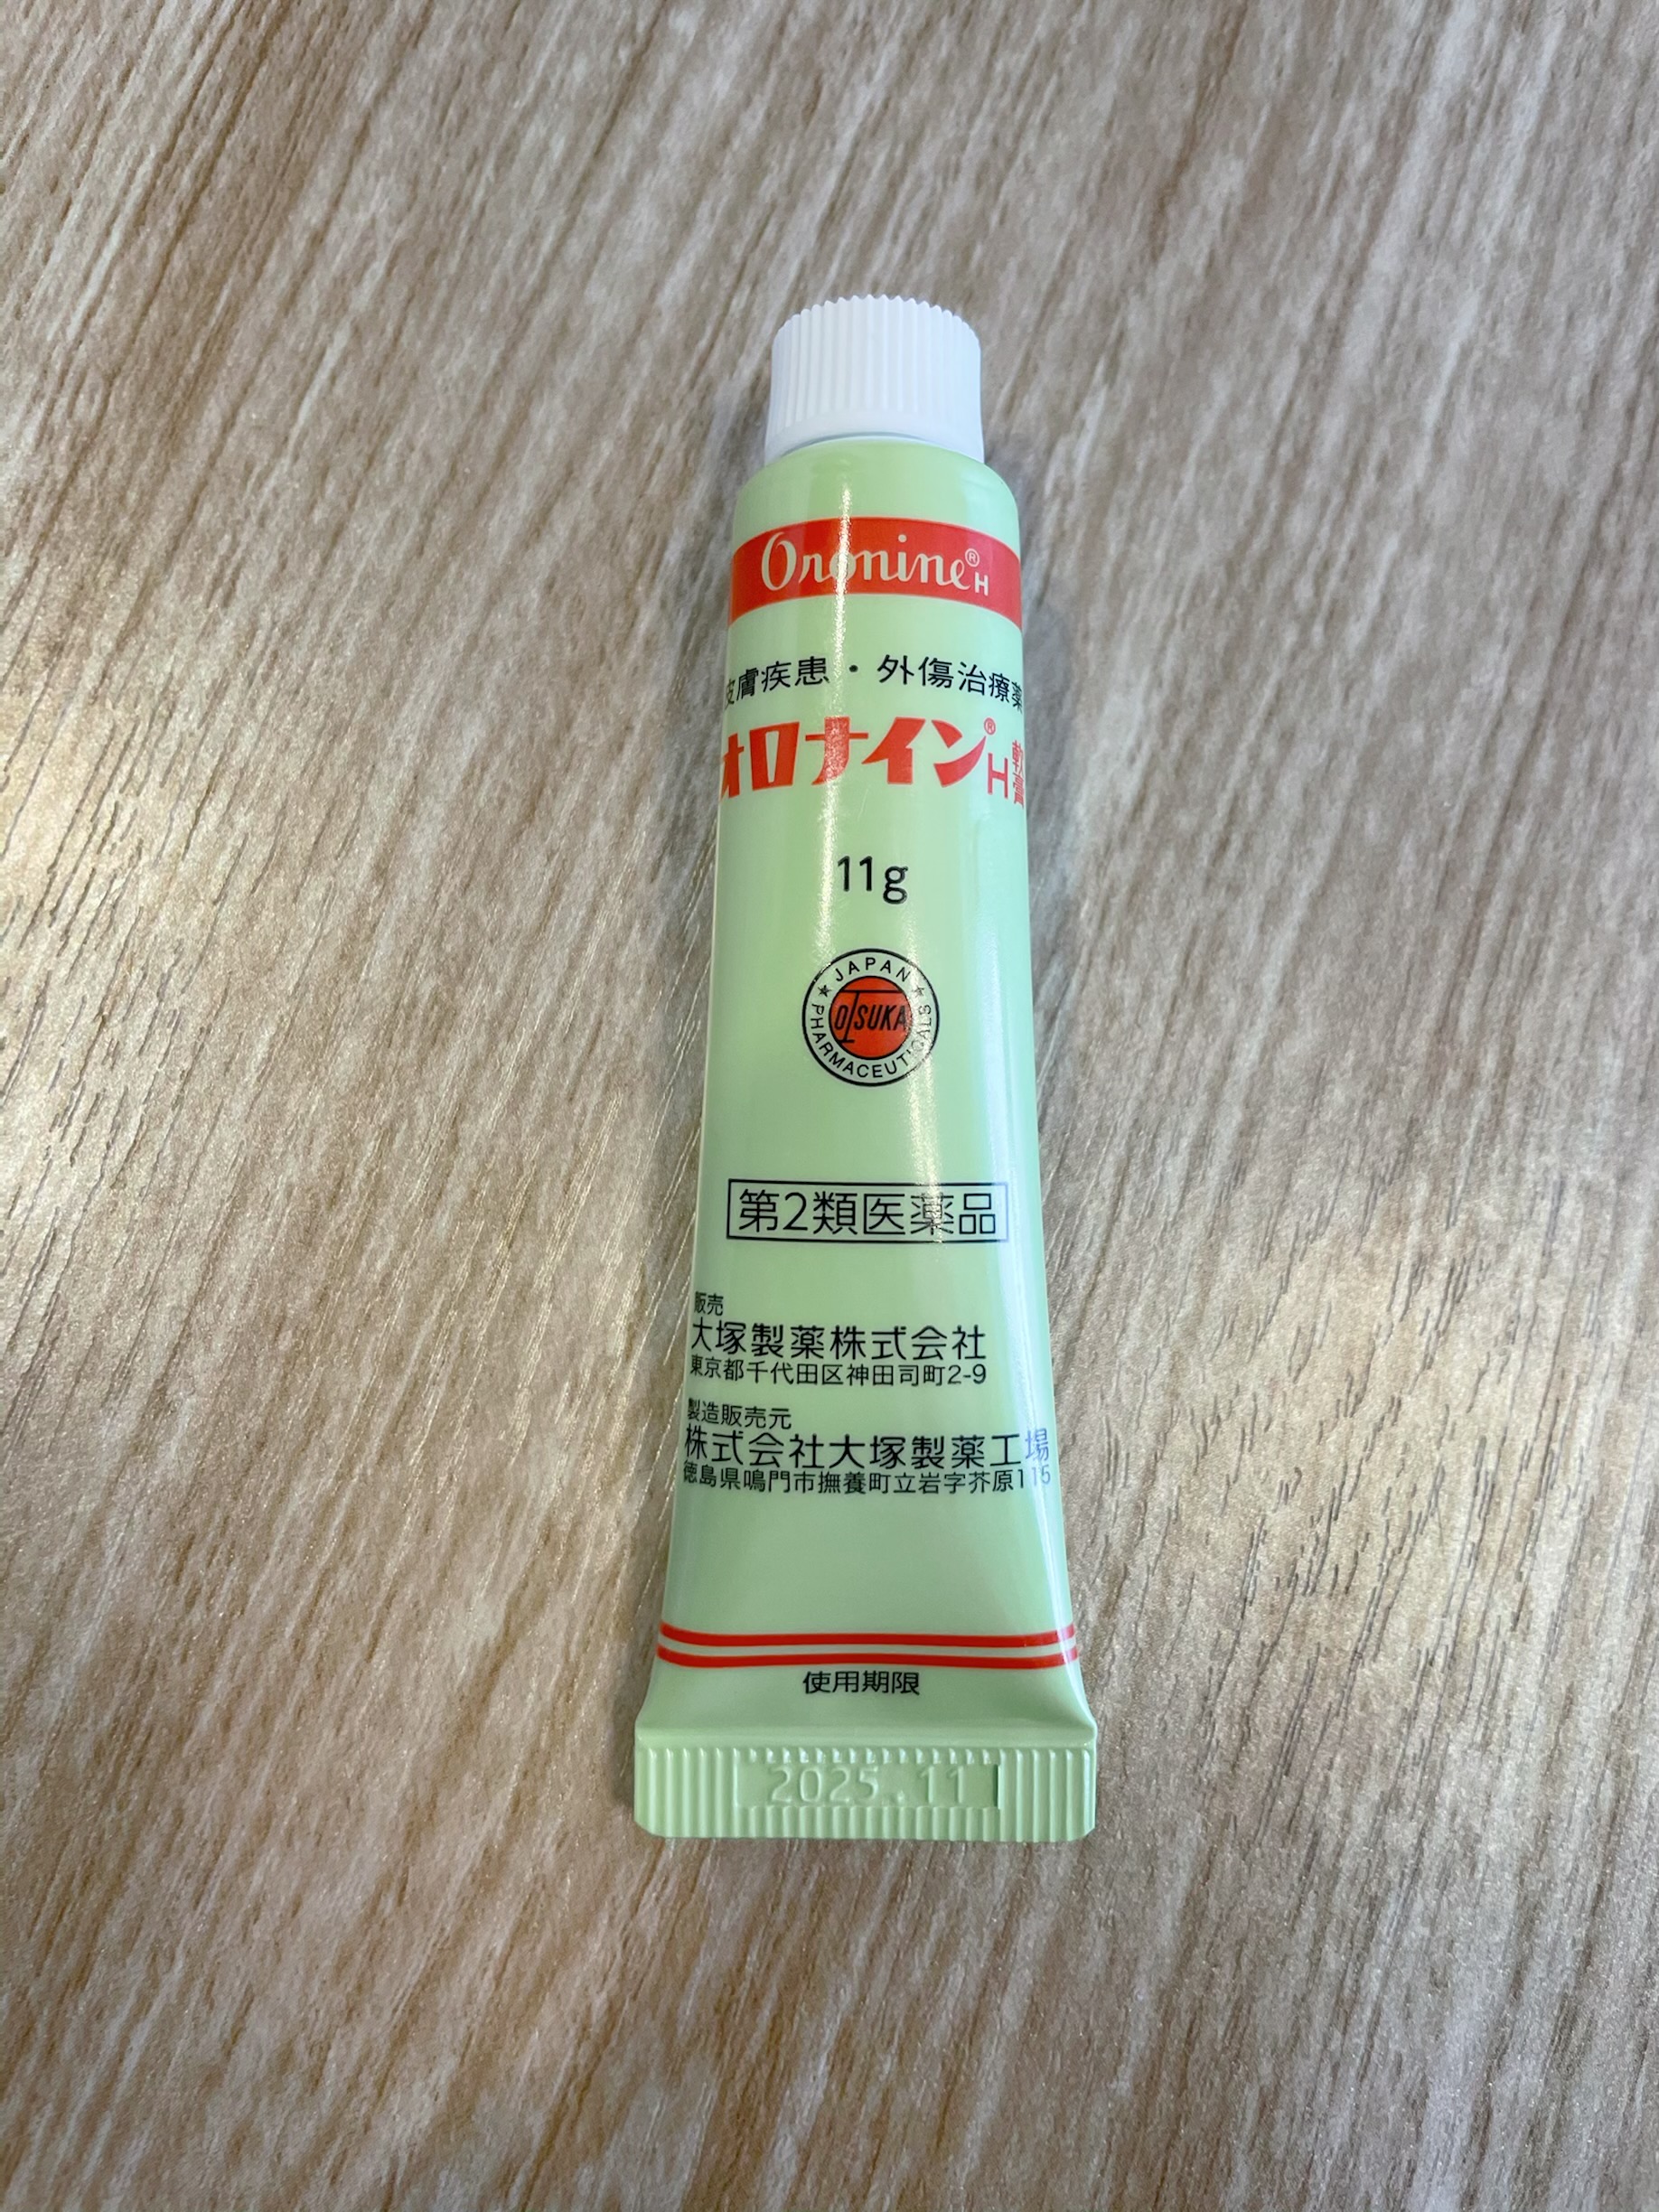 Oronine® H
皮膚疾患・外傷治療薬
オロナイン® H 軟膏
11g
JAPAN
OTSUKA
PHARMACEUTICALS
第2類医薬品
販売
大塚製薬株式会社
東京都千代田区神田司町2-9
製造販売元
株式会社大塚製薬工場
徳島県鳴門市撫養町立岩字芥原115
使用期限
2025.11